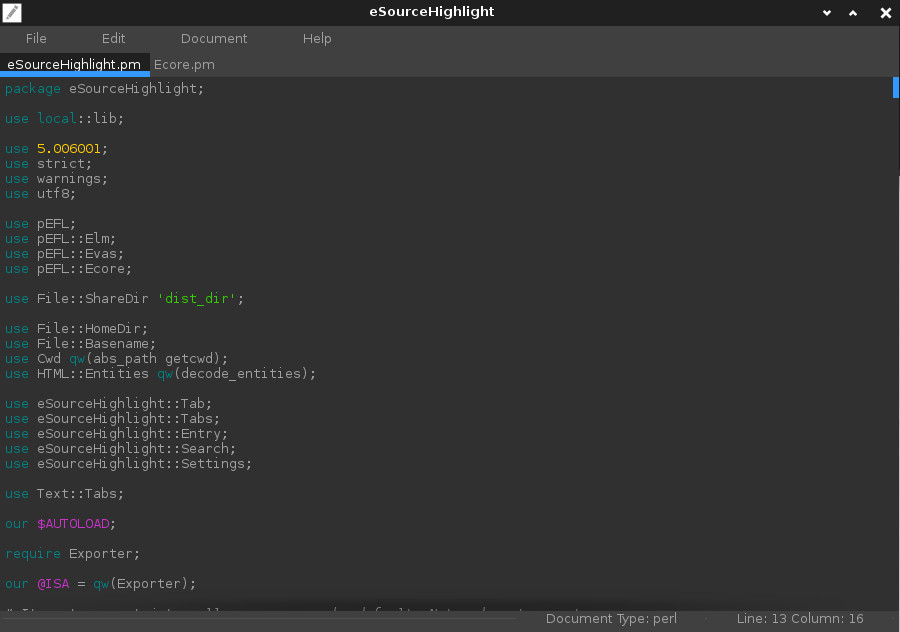 eSourceHighlight
File Edit Document Help
eSourceHighlight.pm Ecore.pm
package eSourceHighlight;
use local::lib;
use 5.006001;
use strict;
use warnings;
use utf8;
use pEFL;
use pEFL::Elm;
use pEFL::Evas;
use pEFL::Ecore;
use File::ShareDir 'dist_dir';
use File::HomeDir;
use File::Basename;
use Cwd qw(abs_path getcwd);
use HTML::Entities qw(decode_entities);
use eSourceHighlight::Tab;
use eSourceHighlight::Tabs;
use eSourceHighlight::Entry;
use eSourceHighlight::Search;
use eSourceHighlight::Settings;
use Text::Tabs;
our $AUTOLOAD;
require Exporter;
our @ISA = qw(Exporter);
Document Type: perl Line: 13 Column: 16